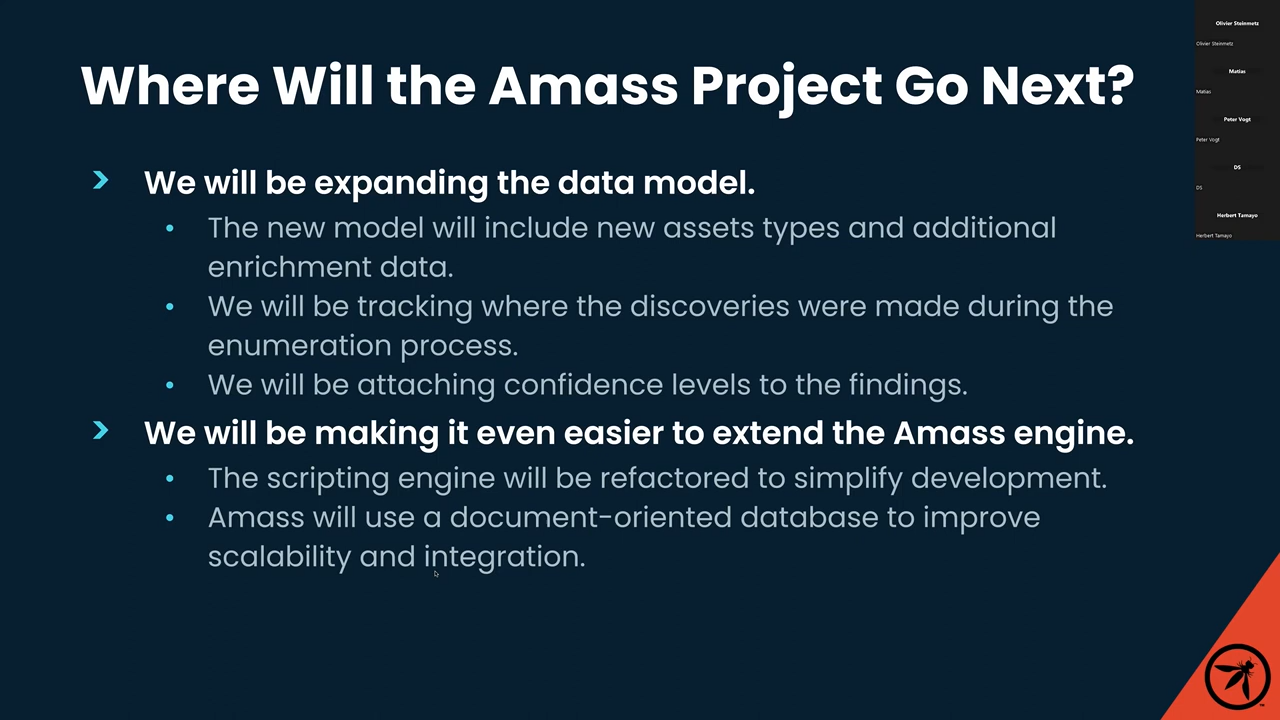 Where Will the Amass Project Go Next?
We will be expanding the data model.
The new model will include new assets types and additional
enrichment data.
We will be tracking where the discoveries were made during the
enumeration process.
We will be attaching confidence levels to the findings.
We will be making it even easier to extend the Amass engine.
The scripting engine will be refactored to simplify development.
Amass will use a document-oriented database to improve
scalability and integration.
Olivier Steinmetz
Olivier Steinmetz
Matias
Matias
Peter Vogt
Peter Vogt
DS
DS
Herbert Tamayo
Herbert Tamayo